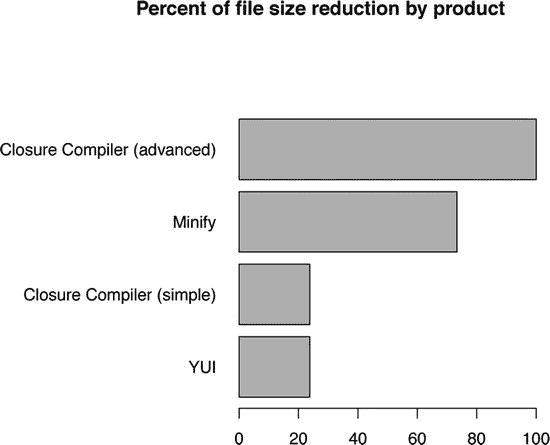 Percent of file size reduction by product
Closure Compiler (advanced)
Minify
Closure Compiler (simple)
YUI
0 20 40 60 80 100